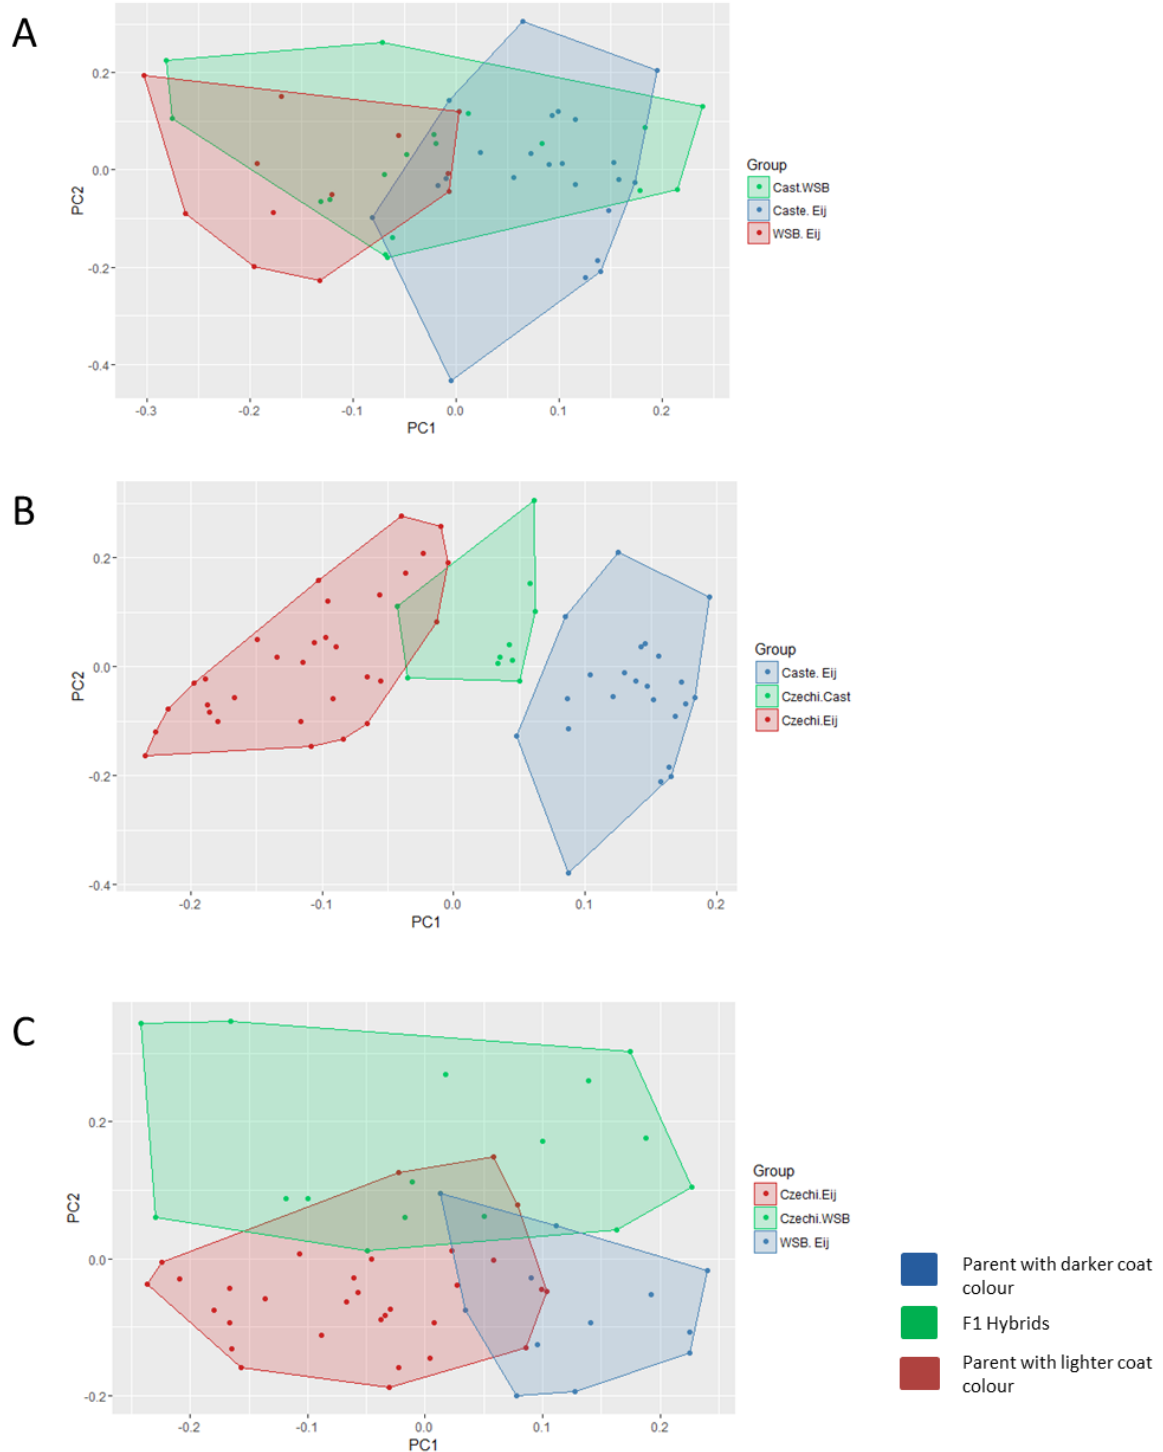 A
0.2
0.0
-0.2
-0.4
PC2
-0.3
-0.2
-0.1
0.0
0.1
0.2
PC1
Group
Cast.WSB
Caste. Eij
WSB. Eij
B
0.2
0.0
-0.2
-0.4
PC2
-0.2
-0.1
0.0
0.1
0.2
PC1
Group
Caste. Eij
Czechi.Cast
Czechi.Eij
C
0.2
0.0
-0.2
PC2
-0.2
-0.1
0.0
0.1
0.2
PC1
Group
Czechi.Eij
Czechi.WSB
WSB. Eij
Parent with darker coat
colour
F1 Hybrids
Parent with lighter coat
colour